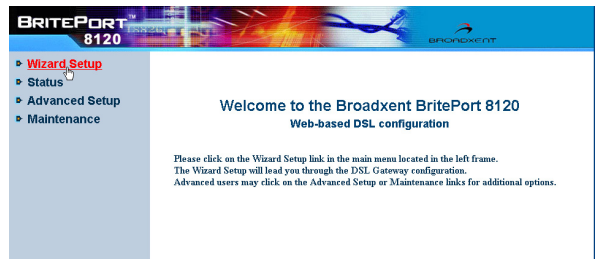 BRITEPORT™
8120
BROADXENT
Wizard Setup
Status
Advanced Setup
Maintenance
Welcome to the Broadxent BritePort 8120
Web-based DSL configuration
Please click on the Wizard Setup link in the main menu located in the left frame.
The Wizard Setup will lead you through the DSL Gateway configuration.
Advanced users may click on the Advanced Setup or Maintenance links for additional options.